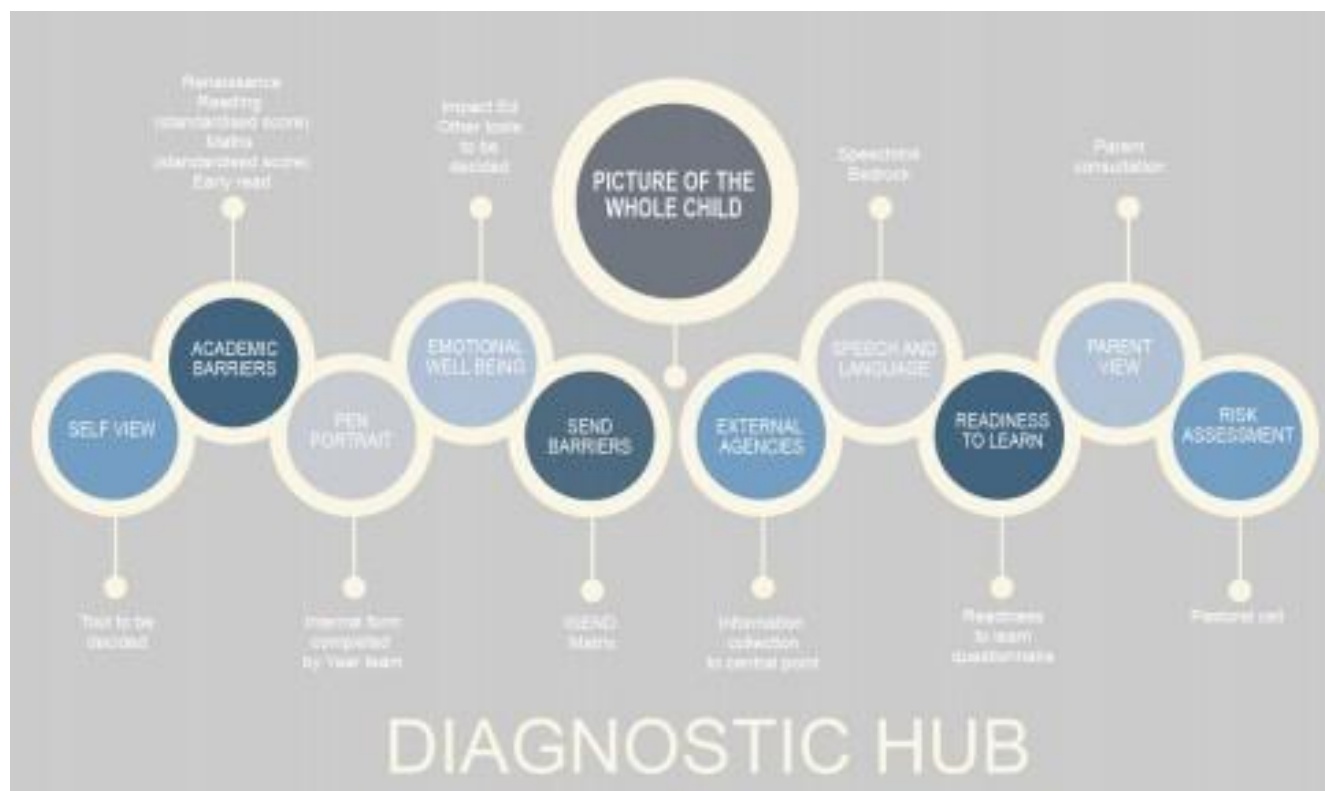 Renaissance
Reading
(standardised score)
Maths
(standardised score)
Early read
Impact Ed
Other tools
to be
decided
PICTURE OF THE
WHOLE CHILD
Bedrock
Parent
consultation
ACADEMIC
BARRIERS
EMOTIONAL
WELL BEING
SPEECH AND
LANGUAGE
PARENT
VIEW
SELF VIEW
PEN
PORTRAIT
SEND
BARRIERS
EXTERNAL
AGENCIES
READINESS
TO LEARN
RISK
ASSESSMENT
Tool to be
decided
Internal form
completed
by Year team
Matrix
Information
collection
to central point
Readiness
to learn
questionnaire
Pastoral
DIAGNOSTIC HUB